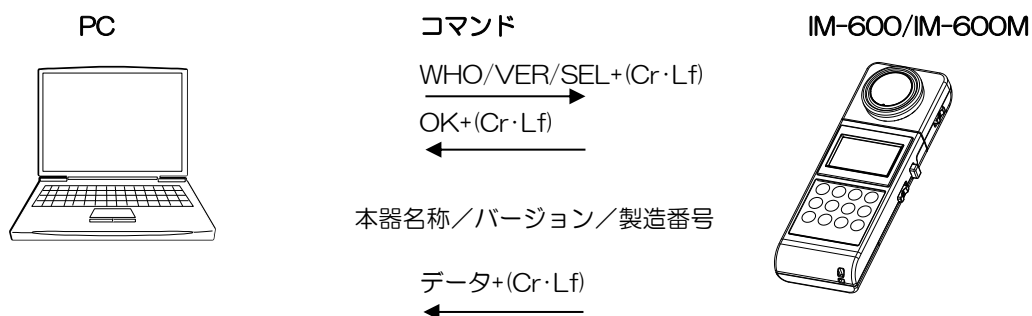 PC コマンド IM-600/IM-600M
WHO/VER/SEL+(Cr·Lf)
OK+(Cr·Lf)
本器名称／バージョン／製造番号
データ+(Cr·Lf)